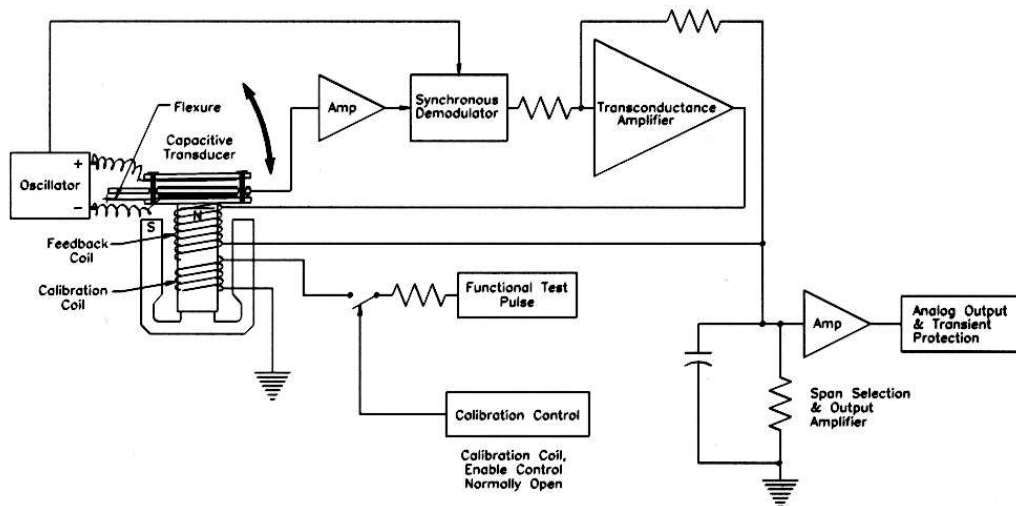 Flexure
Capacitive
Transducer
Oscillator
+
−
Amp
Synchronous
Demodulator
Transconductance
Amplifier
S
N
Feedback
Coil
Calibration
Coil
Functional Test
Pulse
Calibration Control
Calibration Coil,
Enable Control
Normally Open
Amp
Analog Output
& Transient
Protection
Span Selection
& Output
Amplifier